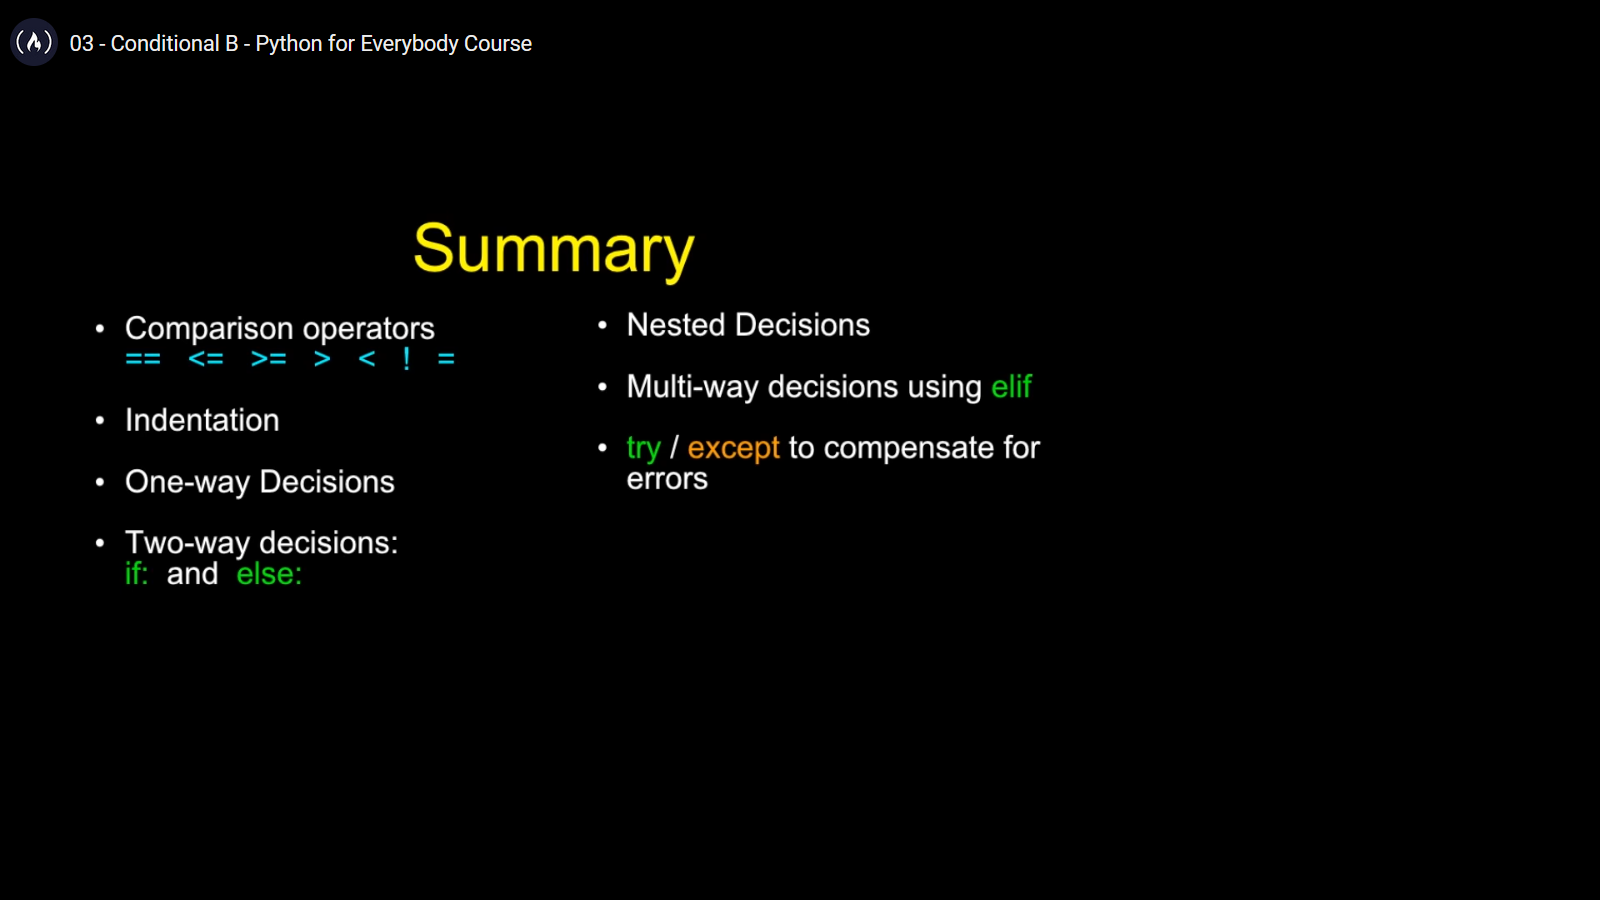 03 - Conditional B - Python for Everybody Course
Summary
• Comparison operators
== <= >= > < ! =
• Indentation
• One-way Decisions
• Two-way decisions:
if: and else:
• Nested Decisions
• Multi-way decisions using elif
• try / except to compensate for
errors